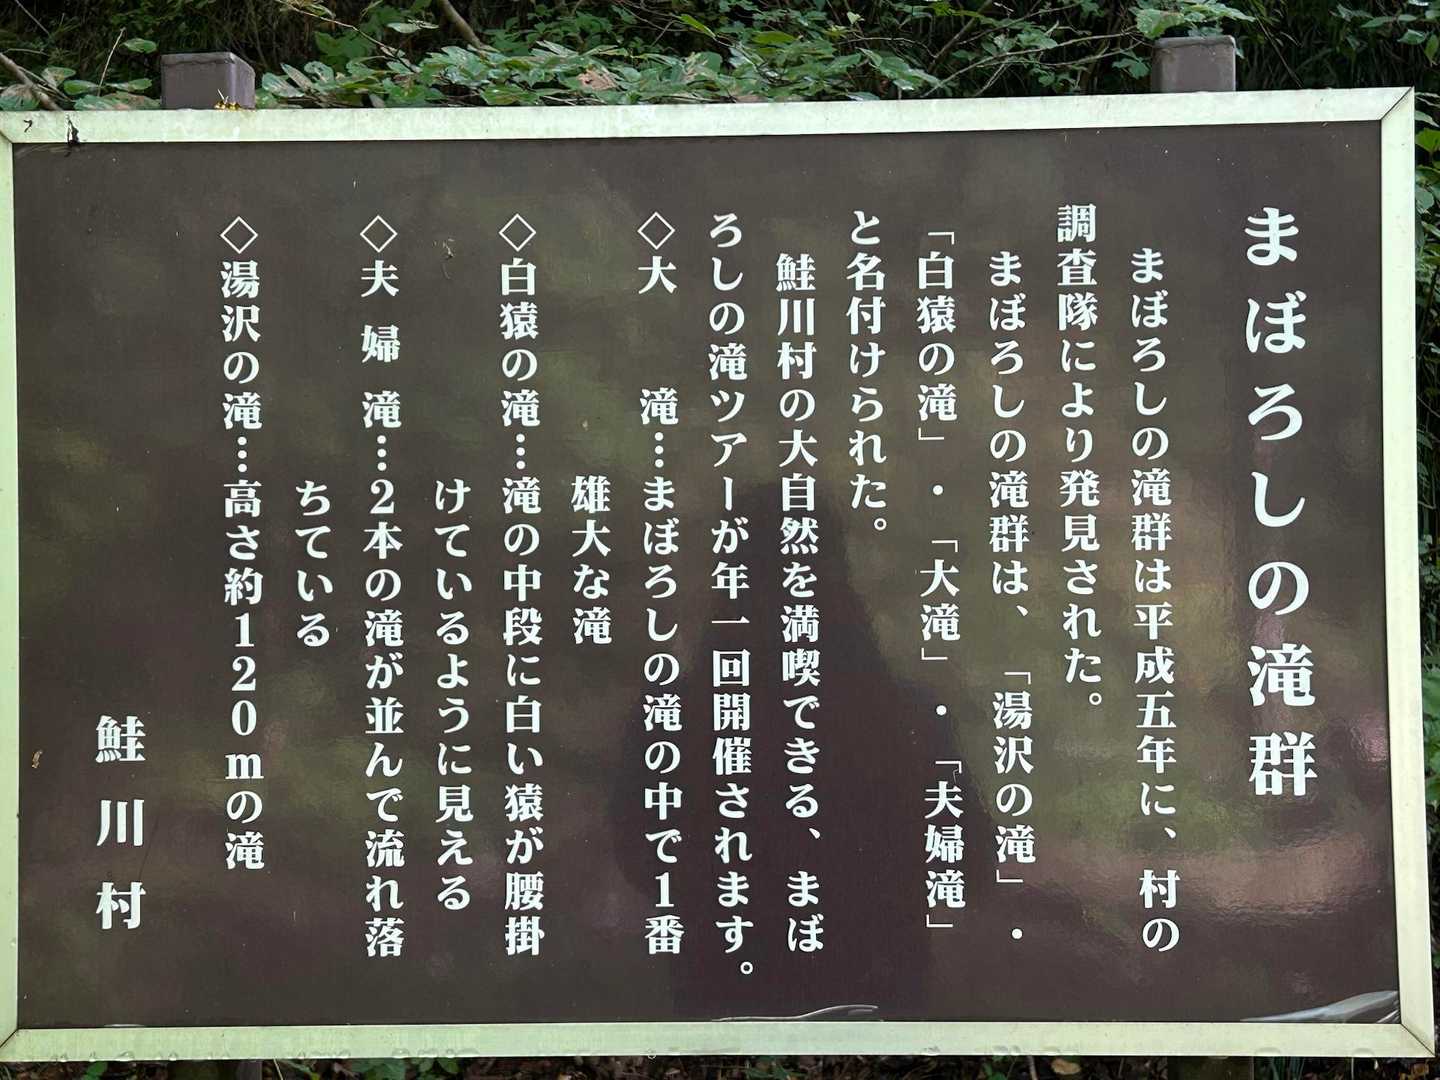 まぼろしの滝群
まぼろしの滝群は平成五年に、村の
調査隊により発見された。
まぼろしの滝群は、「湯沢の滝」・
「白猿の滝」・「大滝」・「夫婦滝」
と名付けられた。
鮭川村の大自然を満喫できる、まぼ
ろしの滝ツアーが年一回開催されます。
◇大　　滝…まぼろしの滝の中で1番
雄大な滝
◇白猿の滝…滝の中段に白い猿が腰掛
けているように見える
◇夫 婦 滝…2本の滝が並んで流れ落
ちている
◇湯沢の滝…高さ約120mの滝
鮭川村